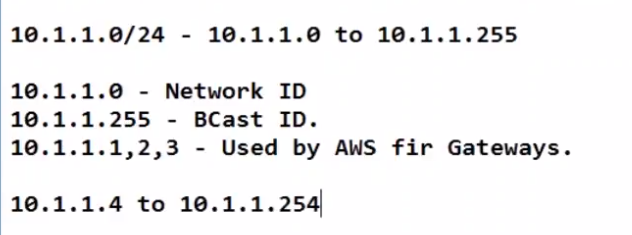 10.1.1.0/24 - 10.1.1.0 to 10.1.1.255
10.1.1.0 - Network ID
10.1.1.255 - BCast ID.
10.1.1.1,2,3 - Used by AWS fir Gateways.
10.1.1.4 to 10.1.1.254